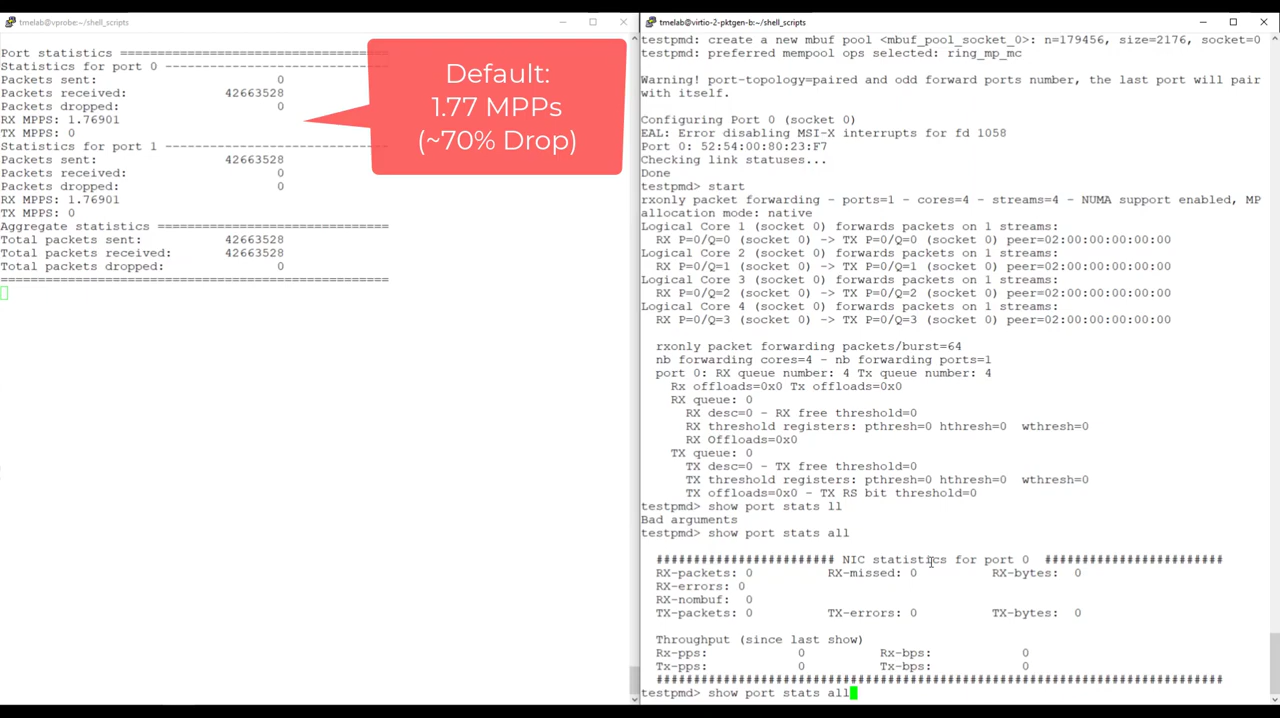 tmelab@vprobe:~/shell_scripts
Port statistics ====================================
Statistics for port 0 ------------------------------
Packets sent: 0
Packets received: 42663528
Packets dropped: 0
RX MPPS: 1.76901
TX MPPS: 0
Statistics for port 1 ------------------------------
Packets sent: 42663528
Packets received: 0
Packets dropped: 0
RX MPPS: 1.76901
TX MPPS: 0
Aggregate statistics ===============================
Total packets sent: 42663528
Total packets received: 42663528
Total packets dropped: 0
====================================================
Default:
1.77 MPPs
(~70% Drop)
tmelab@virtio-2-pktgen-b:~/shell_scripts
testpmd: create a new mbuf pool <mbuf_pool_socket_0>: n=179456, size=2176, socket=0
testpmd: preferred mempool ops selected: ring_mp_mc
Warning! port-topology=paired and odd forward ports number, the last port will pair
with itself.
Configuring Port 0 (socket 0)
EAL: Error disabling MSI-X interrupts for fd 1058
Port 0: 52:54:00:80:23:F7
Checking link statuses...
Done
testpmd> start
rxonly packet forwarding - ports=1 - cores=4 - streams=4 - NUMA support enabled, MP
allocation mode: native
Logical Core 1 (socket 0) forwards packets on 1 streams:
RX P=0/Q=0 (socket 0) -> TX P=0/Q=0 (socket 0) peer=02:00:00:00:00:00
Logical Core 2 (socket 0) forwards packets on 1 streams:
RX P=0/Q=1 (socket 0) -> TX P=0/Q=1 (socket 0) peer=02:00:00:00:00:00
Logical Core 3 (socket 0) forwards packets on 1 streams:
RX P=0/Q=2 (socket 0) -> TX P=0/Q=2 (socket 0) peer=02:00:00:00:00:00
Logical Core 4 (socket 0) forwards packets on 1 streams:
RX P=0/Q=3 (socket 0) -> TX P=0/Q=3 (socket 0) peer=02:00:00:00:00:00
rxonly packet forwarding packets/burst=64
nb forwarding cores=4 - nb forwarding ports=1
port 0: RX queue number: 4 Tx queue number: 4
Rx offloads=0x0 Tx offloads=0x0
RX queue: 0
RX desc=0 - RX free threshold=0
RX threshold registers: pthresh=0 hthresh=0 wthresh=0
RX Offloads=0x0
TX queue: 0
TX desc=0 - TX free threshold=0
TX threshold registers: pthresh=0 hthresh=0 wthresh=0
TX offloads=0x0 - TX RS bit threshold=0
testpmd> show port stats ll
Bad arguments
testpmd> show port stats all
######################## NIC statistics for port 0 ########################
RX-packets: 0 RX-missed: 0 RX-bytes: 0
RX-errors: 0
RX-nombuf: 0
TX-packets: 0 TX-errors: 0 TX-bytes: 0
Throughput (since last show)
Rx-pps: 0 Rx-bps: 0
Tx-pps: 0 Tx-bps: 0
############################################################################
testpmd> show port stats all